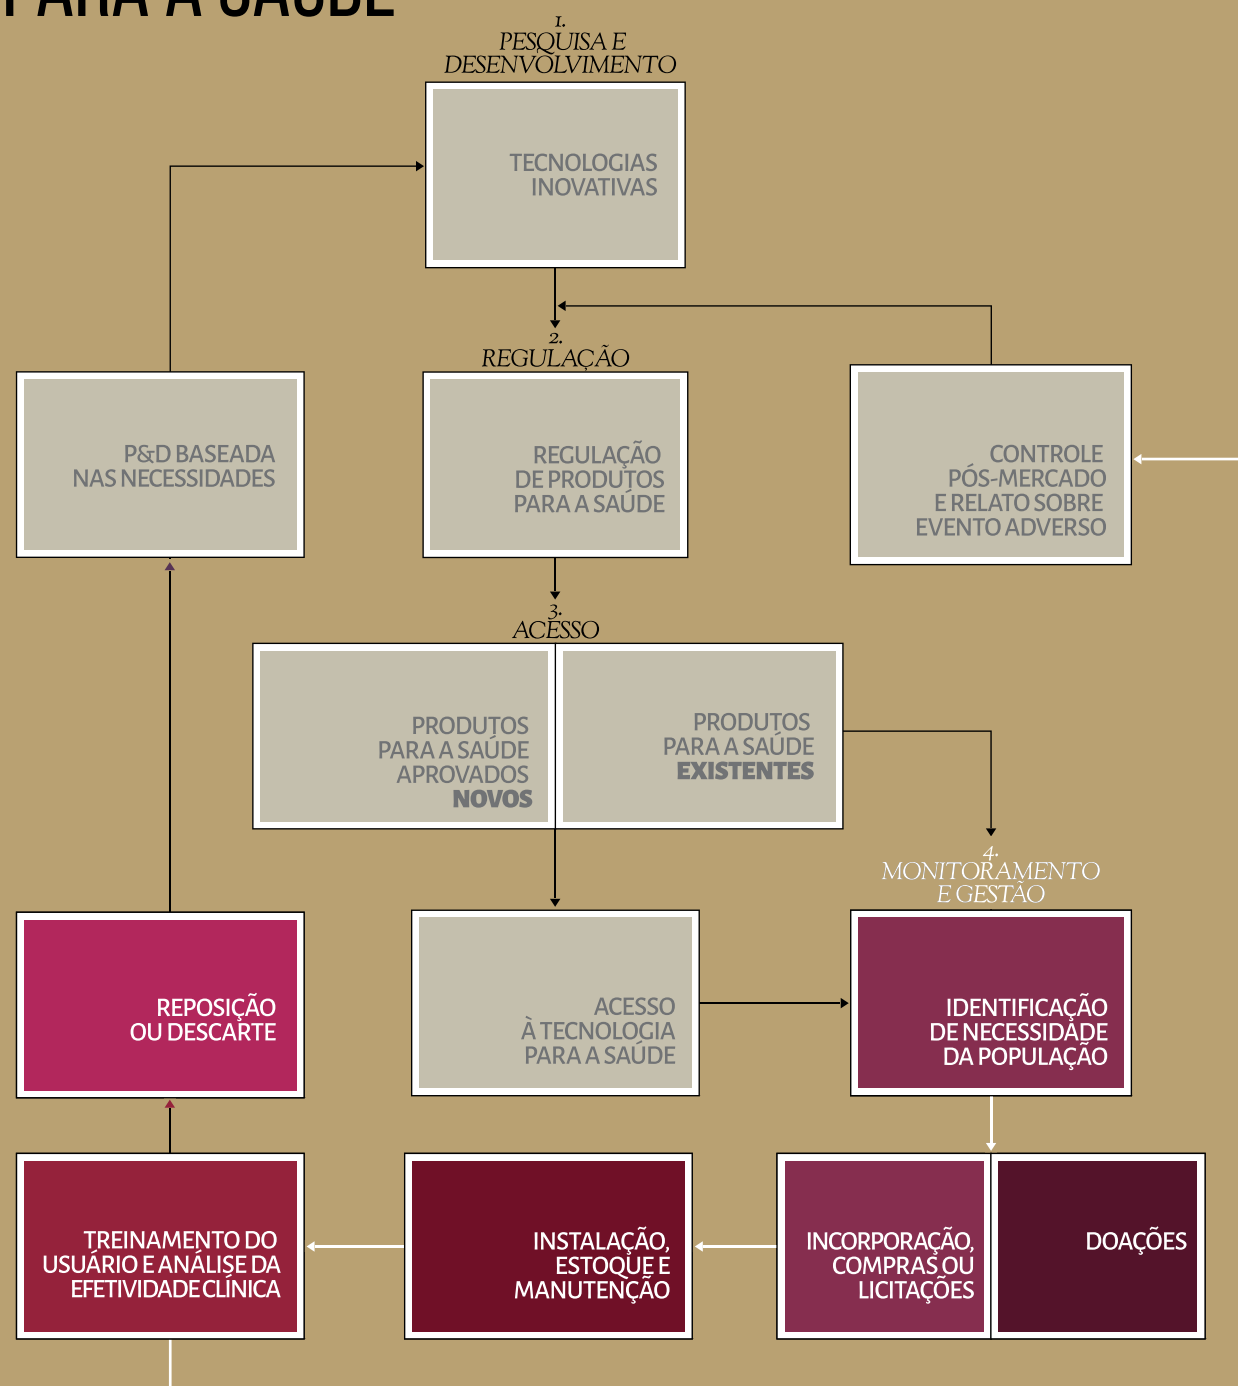 PARA A SAÚDE
1.
PESQUISA E
DESENVOLVIMENTO
TECNOLOGIAS
INOVATIVAS
2.
REGULAÇÃO
P&D BASEADA
NAS NECESSIDADES
REGULAÇÃO
DE PRODUTOS
PARA A SAÚDE
CONTROLE
PÓS-MERCADO
E RELATO SOBRE
EVENTO ADVERSO
3.
ACESSO
PRODUTOS
PARA A SAÚDE
APROVADOS
NOVOS
PRODUTOS
PARA A SAÚDE
EXISTENTES
4.
MONITORAMENTO
E GESTÃO
REPOSIÇÃO
OU DESCARTE
ACESSO
À TECNOLOGIA
PARA A SAÚDE
IDENTIFICAÇÃO
DE NECESSIDADE
DA POPULAÇÃO
TREINAMENTO DO
USUÁRIO E ANÁLISE DA
EFETIVIDADE CLÍNICA
INSTALAÇÃO,
ESTOQUE E
MANUTENÇÃO
INCORPORAÇÃO,
COMPRAS OU
LICITAÇÕES
DOAÇÕES